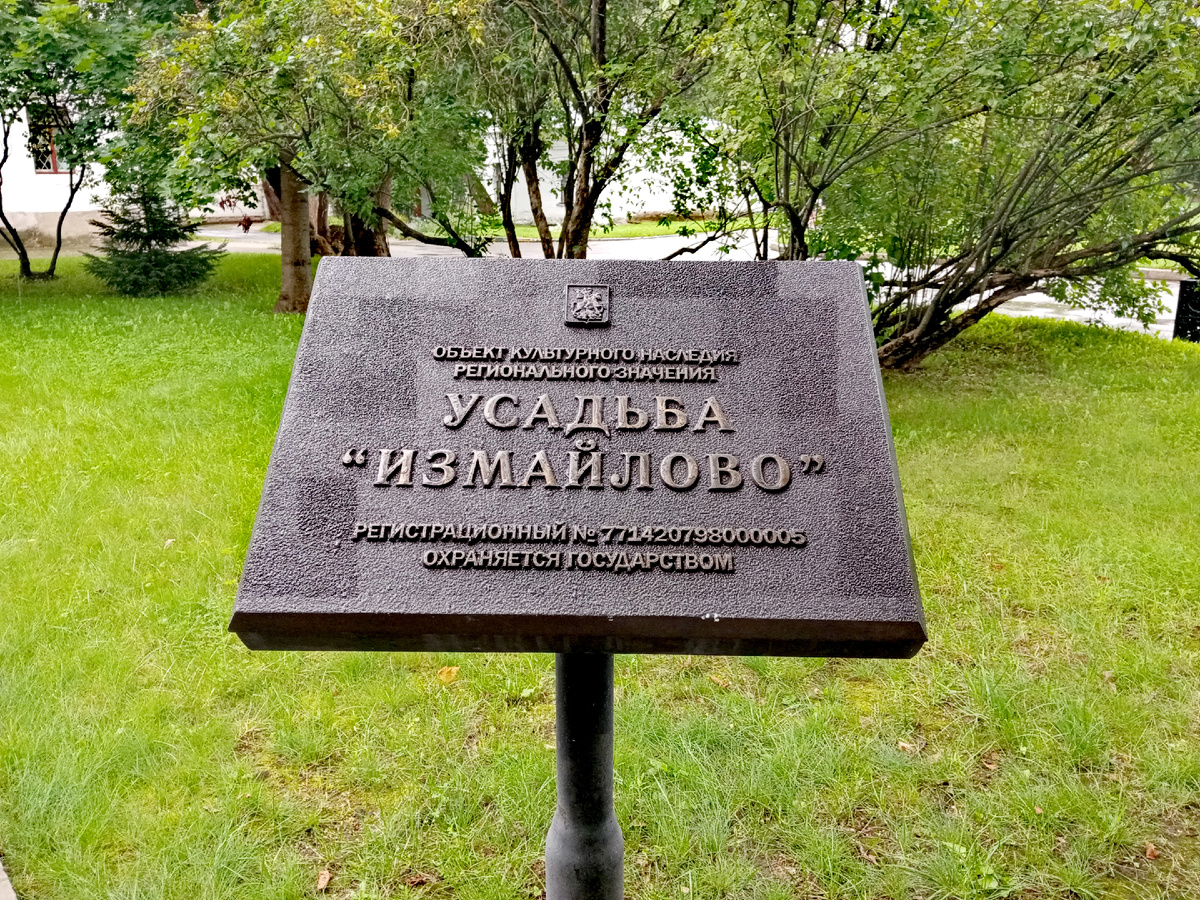 ОБЪЕКТ КУЛЬТУРНОГО НАСЛЕДИЯ
РЕГИОНАЛЬНОГО ЗНАЧЕНИЯ
УСАДЬБА
“ИЗМАЙЛОВО”
РЕГИСТРАЦИОННЫЙ № 771420798000005
ОХРАНЯЕТСЯ ГОСУДАРСТВОМ